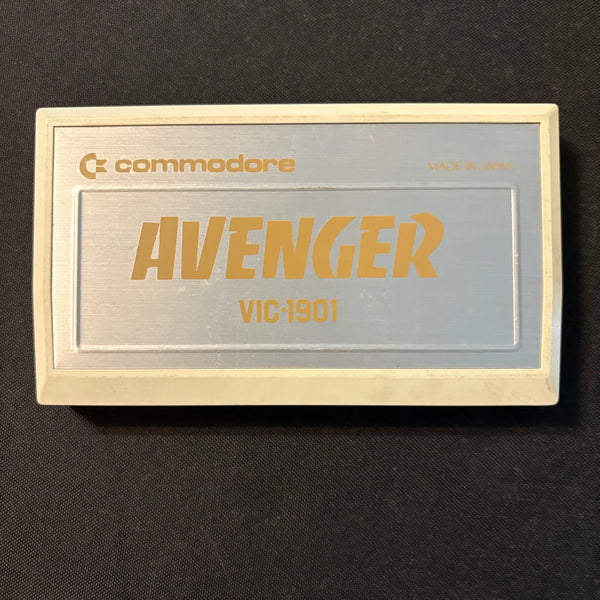 commodore
MADE IN JAPAN
AVENGER
VIC-1901